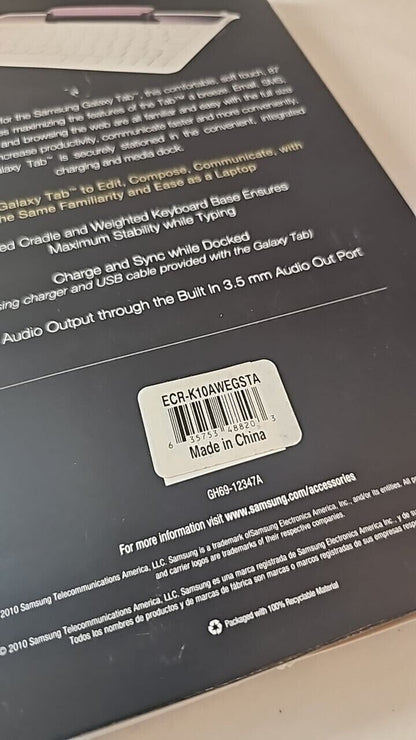 for the Samsung Galaxy Tab™, this comfortable, soft touch, 87
maximizing the features of the Tab™ a breeze. Email, SMS,
and browsing the web are all familiar and easy with the full size
increase productivity, communicate faster and more conveniently.
Galaxy Tab™ is securely stationed in the convenient, integrated
charging and media dock.
Galaxy Tab™ to Edit, Compose, Communicate, with
the Same Familiarity and Ease as a Laptop
Cradle and Weighted Keyboard Base Ensures
Maximum Stability while Typing
Charge and Sync while Docked
charger and USB cable provided with the Galaxy Tab)
Audio Output through the Built In 3.5 mm Audio Out Port
ECR-K10AWEGSTA
6 35753 48820 3
Made in China
GH69-12347A
For more information visit www.samsung.com/accessories
2010 Samsung Telecommunications America, LLC. Samsung is a trademark ofSamsung Electronics America, Inc., and/or its entities. All
and carrier logos are trademarks of their respective companies.
© 2010 Samsung Telecommunications America, LLC. Samsung es una marca registrada de Samsung Electronics America Inc., y de
Todos los nombres de productos y de marcas de fábrica son marcas o marcas registradas de sus empresas
Packaged with 100% Recyclable Material